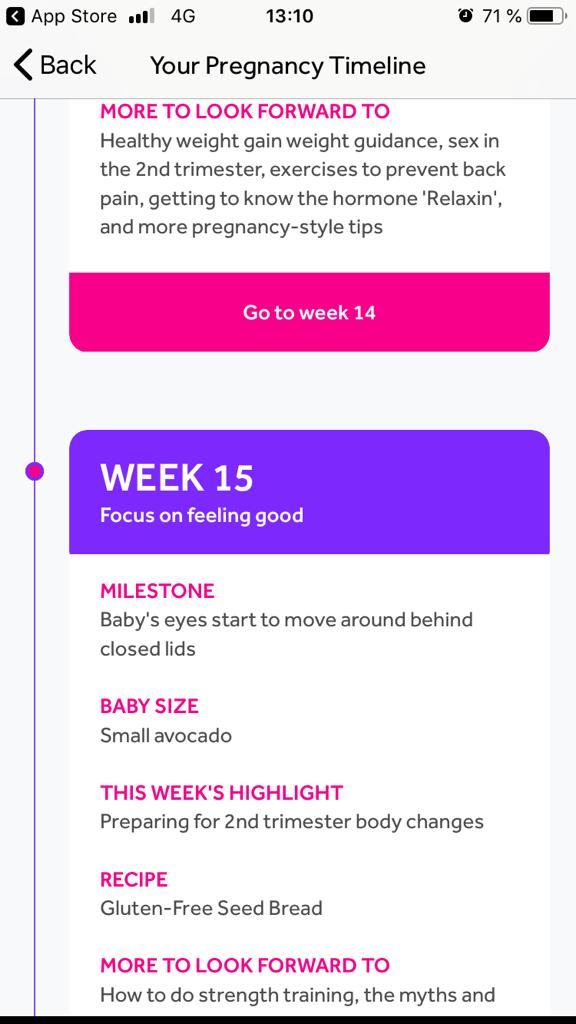 App Store 4G 13:10 71 %
Back Your Pregnancy Timeline
MORE TO LOOK FORWARD TO
Healthy weight gain weight guidance, sex in
the 2nd trimester, exercises to prevent back
pain, getting to know the hormone 'Relaxin',
and more pregnancy-style tips
Go to week 14
WEEK 15
Focus on feeling good
MILESTONE
Baby's eyes start to move around behind
closed lids
BABY SIZE
Small avocado
THIS WEEK'S HIGHLIGHT
Preparing for 2nd trimester body changes
RECIPE
Gluten-Free Seed Bread
MORE TO LOOK FORWARD TO
How to do strength training, the myths and